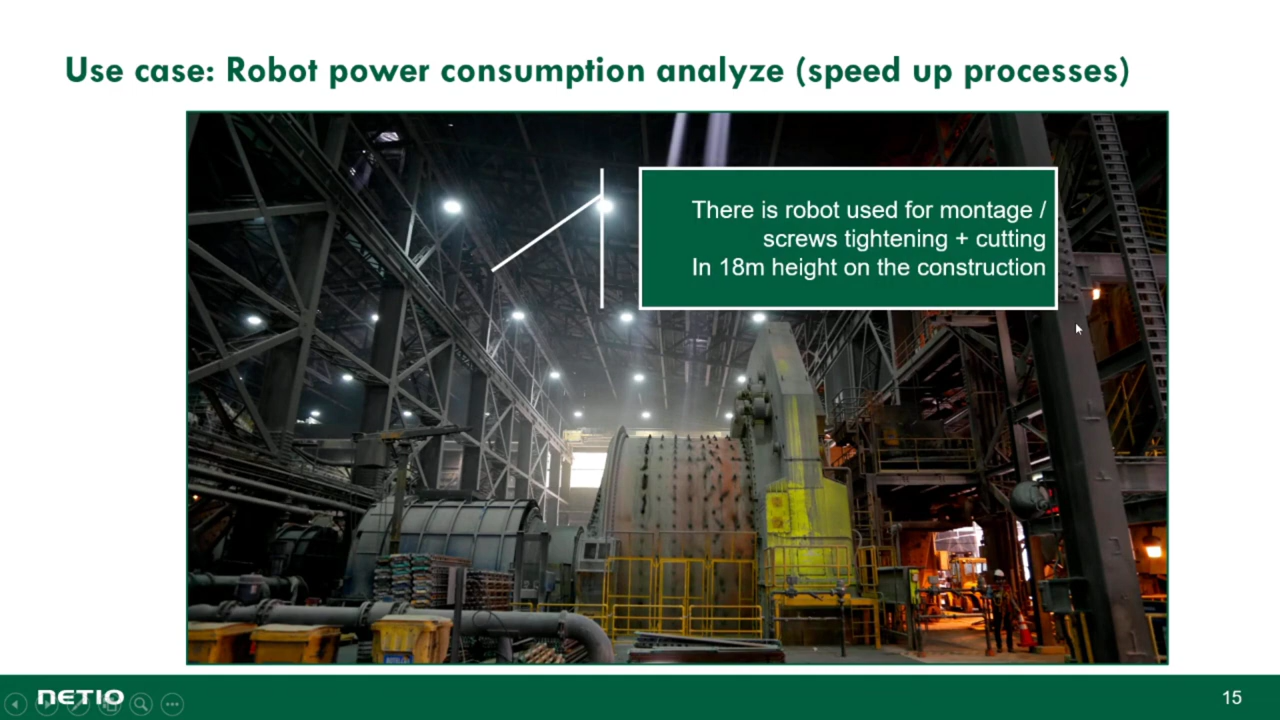 Use case: Robot power consumption analyze (speed up processes)
There is robot used for montage /
screws tightening + cutting
In 18m height on the construction
NETIO
15